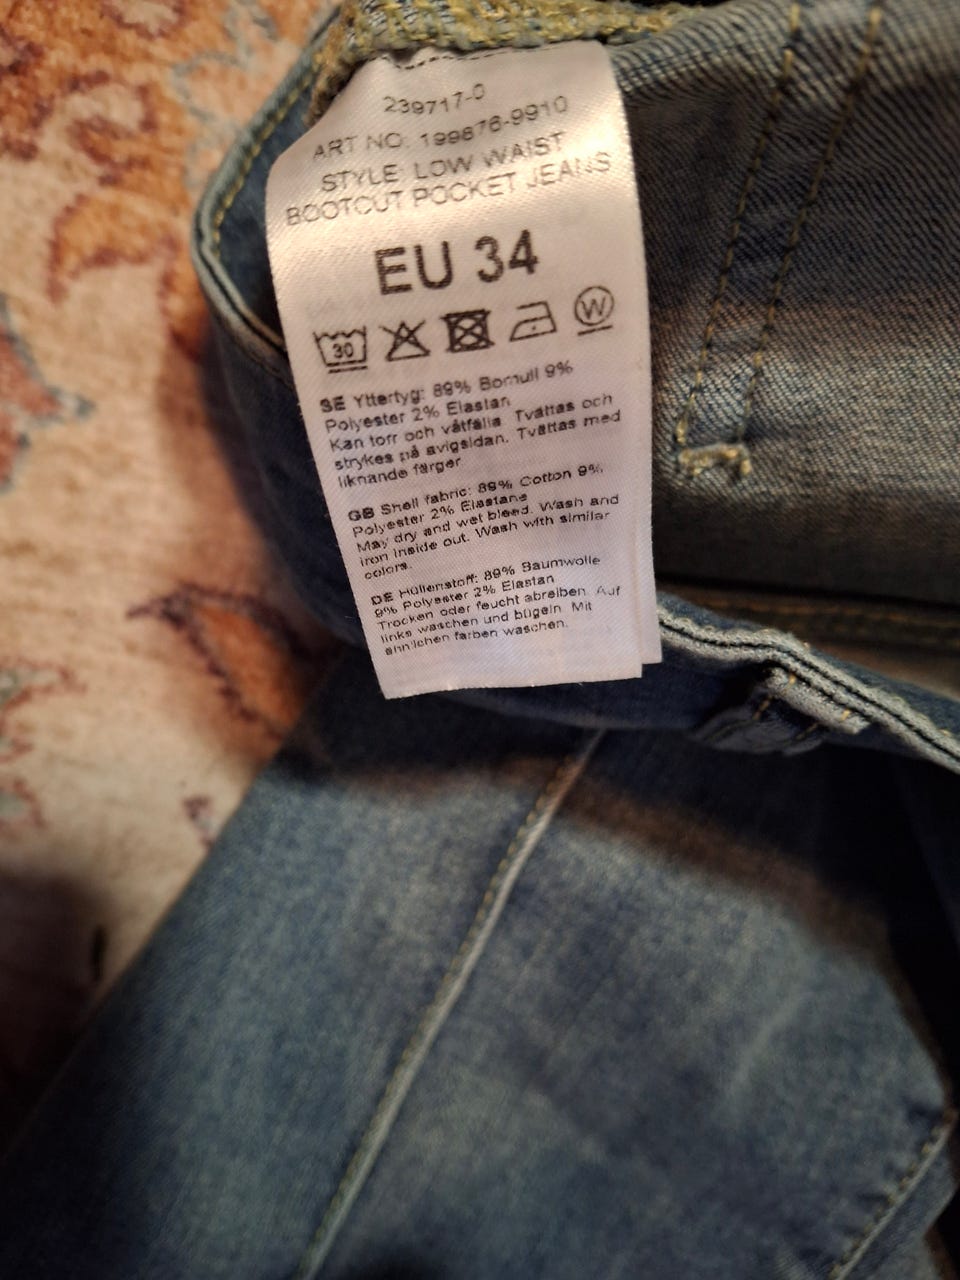 239717-0
ART NO: 199876-9910
STYLE: LOW WAIST
BOOTCUT POCKET JEANS
EU 34
30 W
SE Yttertyg: 89% Bomull 9%
Polyester 2% Elastan
Kan torr och våtfälla. Tvättas och
strykes på avigsidan. Tvättas med
liknande färger
GB Shell fabric: 89% Cotton 9%,
Polyester 2% Elastane
May dry and wet bleed. Wash and
iron inside out. Wash with similar
colors.
DE Hüllenstoff: 89% Baumwolle
9% Polyester 2% Elastan
Trocken oder feucht abreiben. Auf
links waschen und bügeln. Mit
ähnlichen farben waschen.